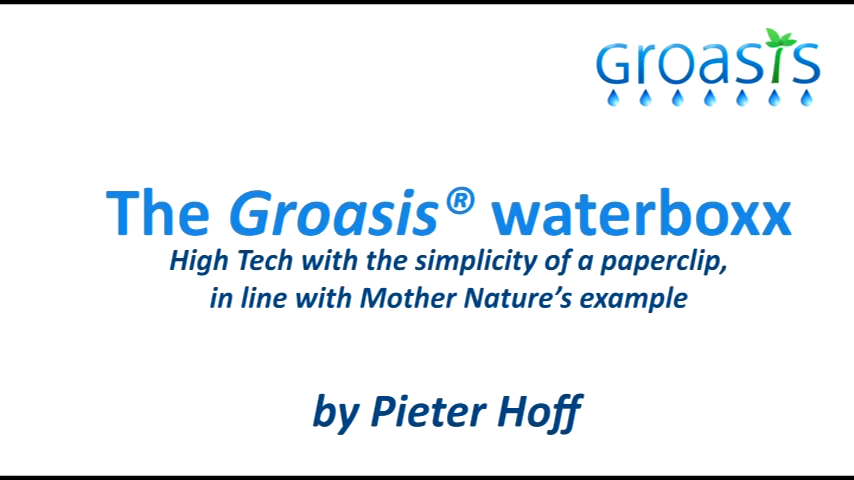 Groasis
The Groasis® waterboxx
High Tech with the simplicity of a paperclip,
in line with Mother Nature’s example
by Pieter Hoff